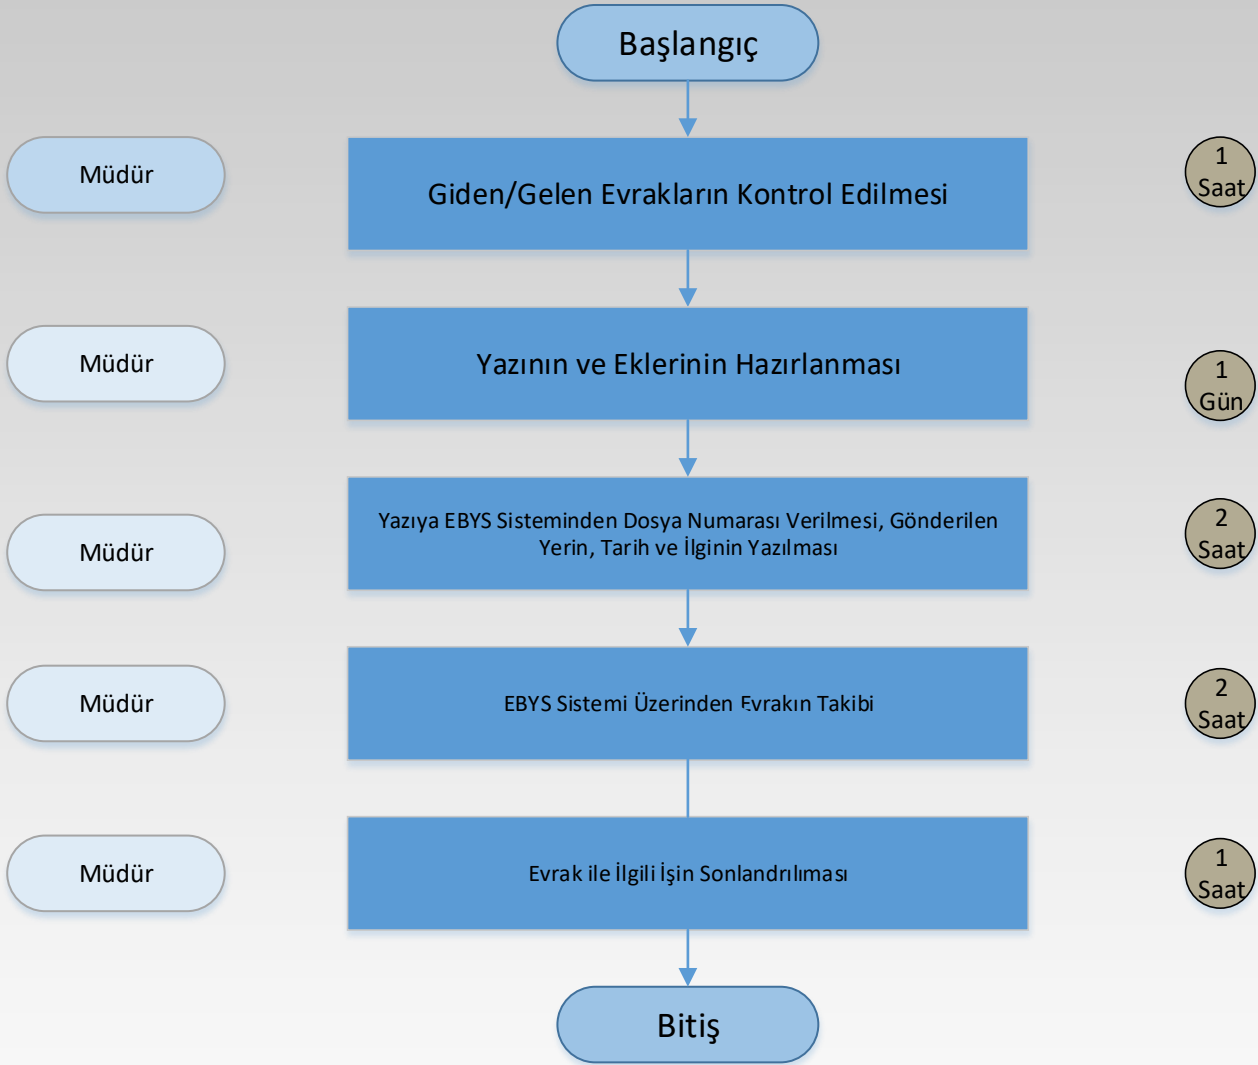 Başlangıç
Müdür
Giden/Gelen Evrakların Kontrol Edilmesi
1
Saat
Müdür
Yazının ve Eklerinin Hazırlanması
1
Gün
Müdür
Yazıya EBYS Sisteminden Dosya Numarası Verilmesi, Gönderilen
Yerin, Tarih ve İlginin Yazılması
2
Saat
Müdür
EBYS Sistemi Üzerinden Evrakın Takibi
2
Saat
Müdür
Evrak ile İlgili İşin Sonlandrılıması
1
Saat
Bitiş